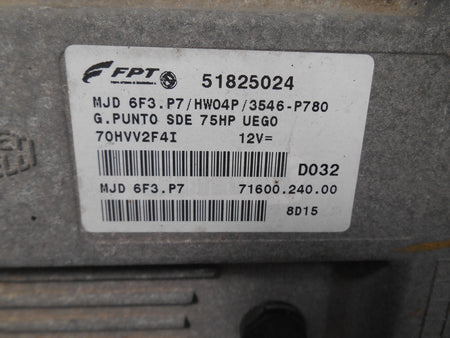 FPT
51825024
MJD 6F3.P7/HW04P/3546-P780
G.PUNTO SDE 75HP UEGO
70HVV2F4I 12V=
D032
MJD 6F3.P7 71600.240.00
8D15